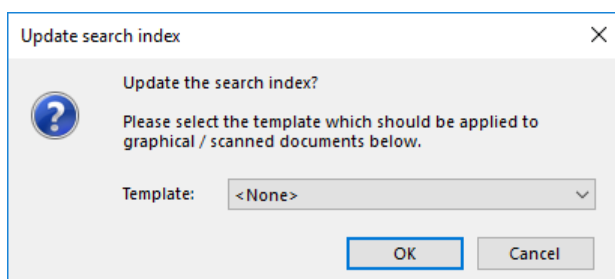 Update search index
Update the search index?
Please select the template which should be applied to
graphical / scanned documents below.
Template: <None>
OK Cancel